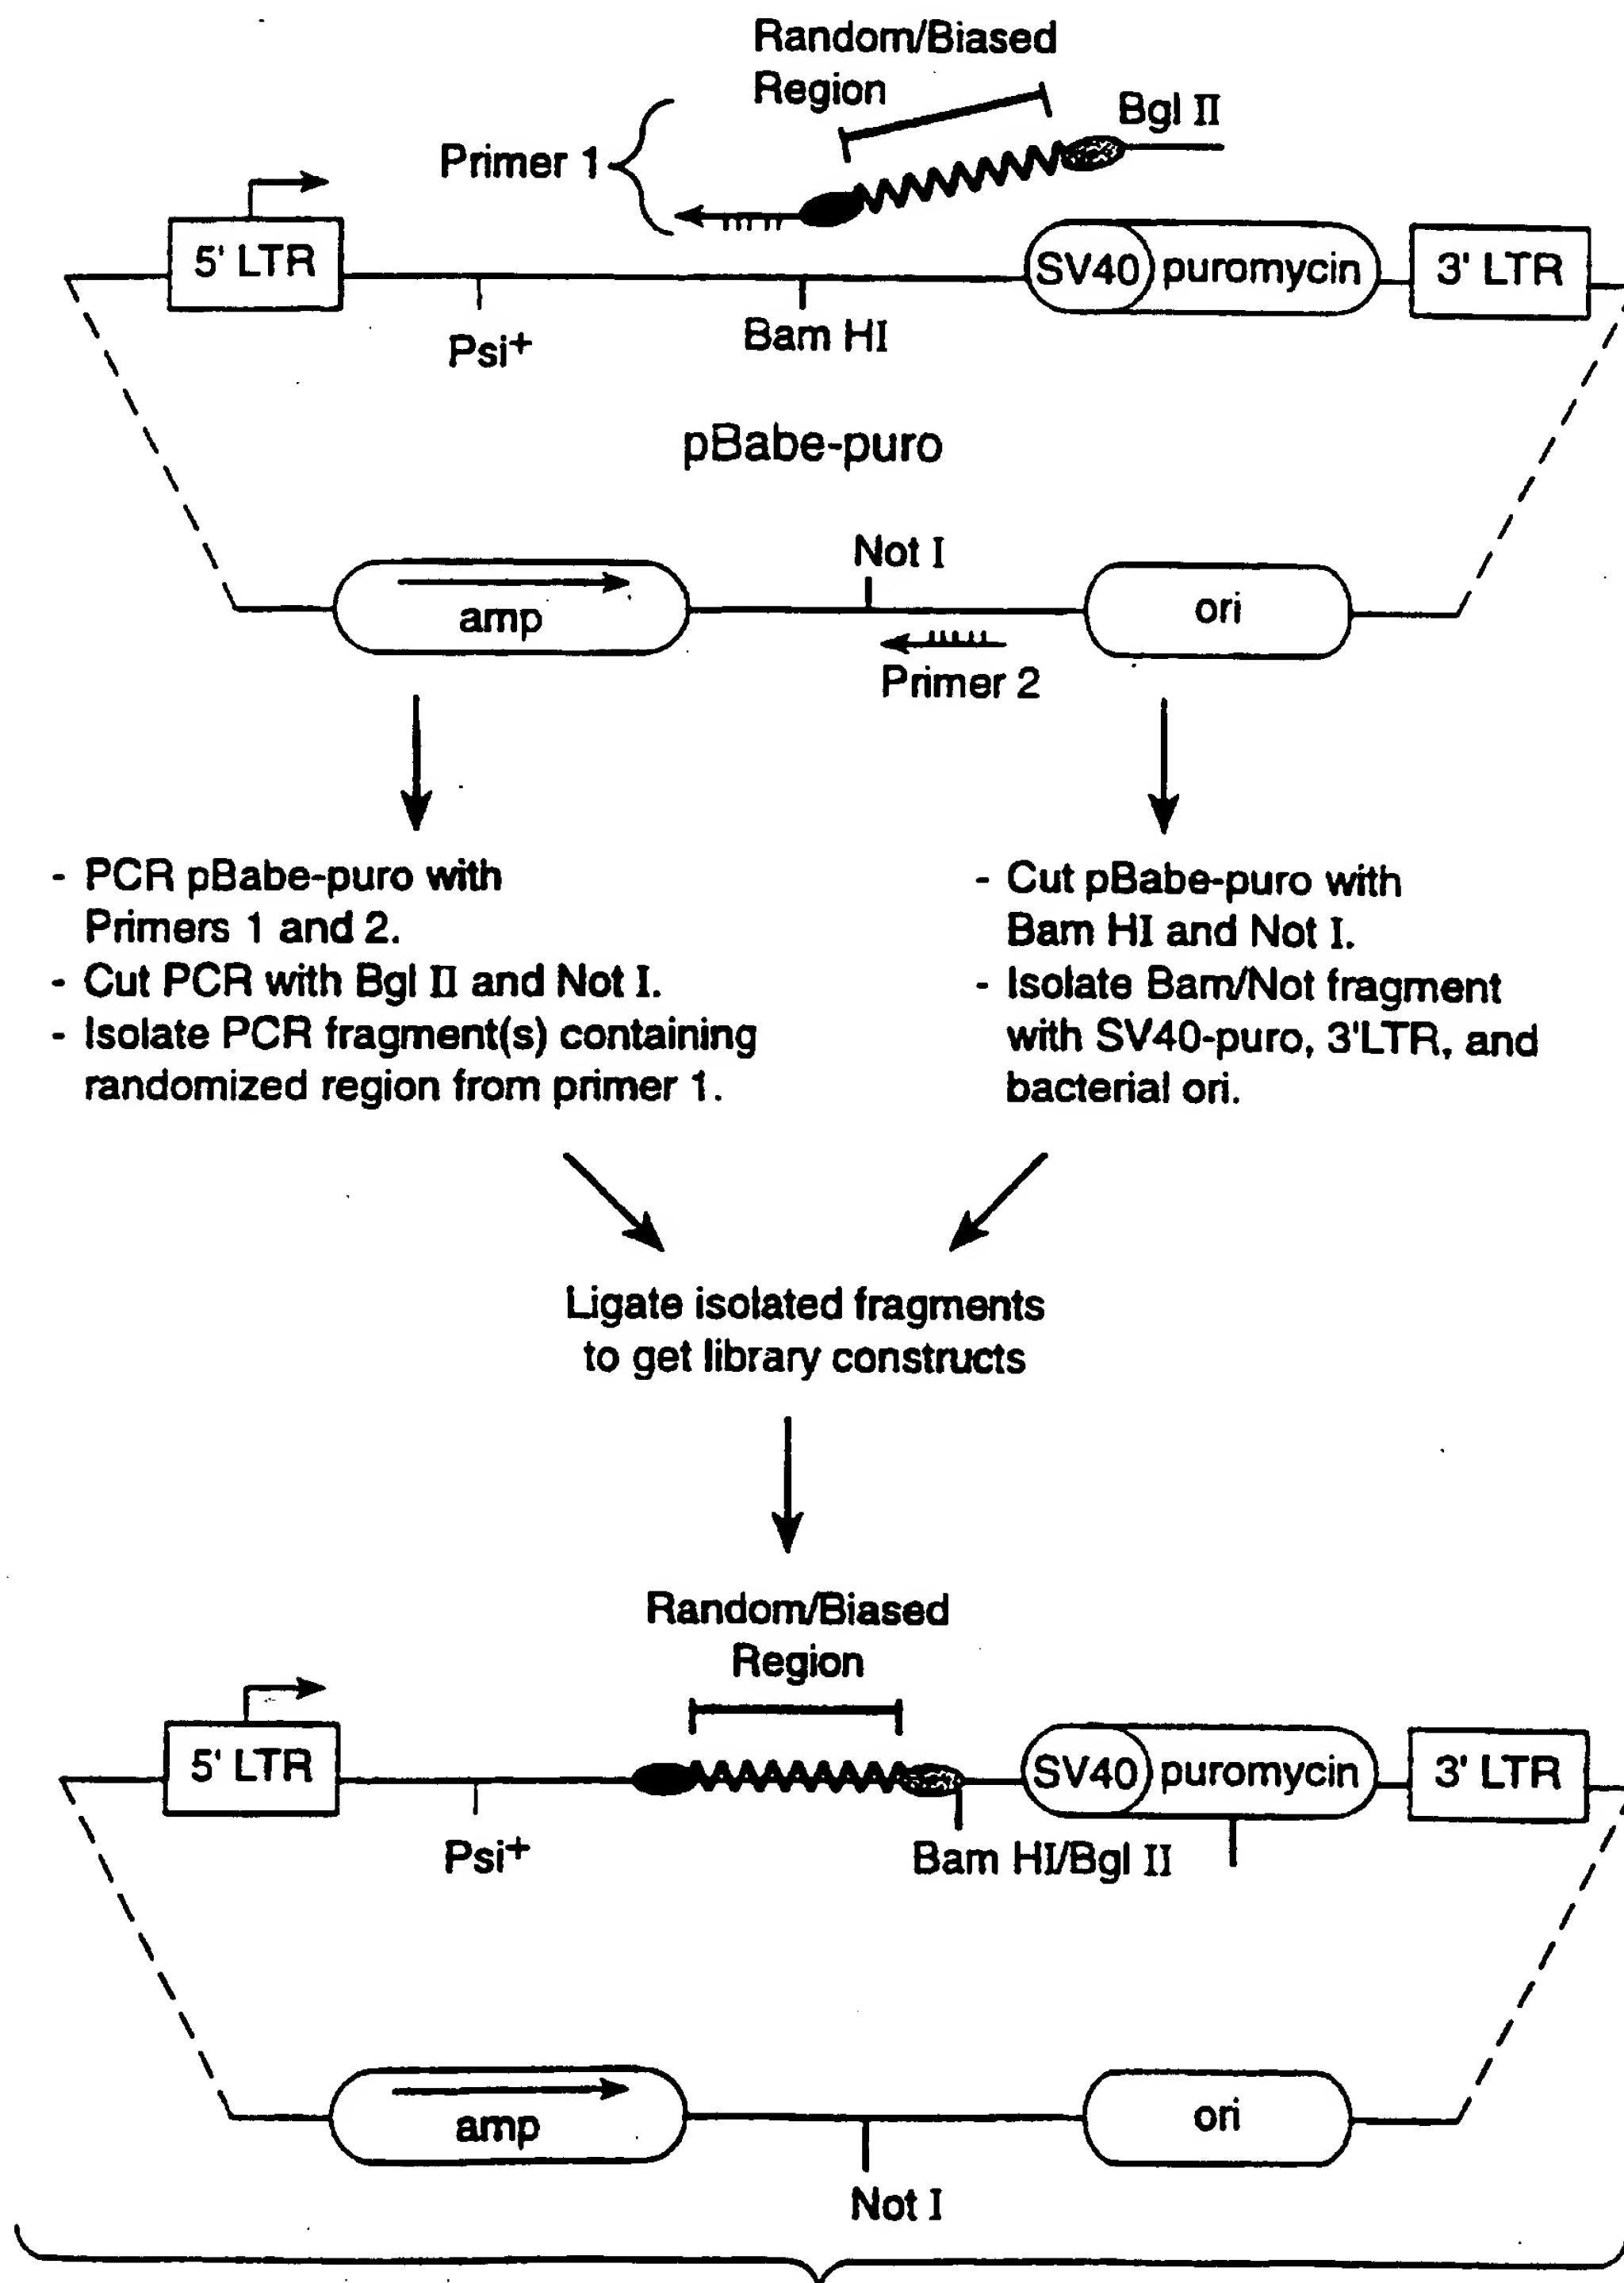 Random/Biased
Region
Bgl II
Primer 1
5' LTR
SV40 puromycin
3' LTR
Psi+
Bam HI
pBabe-puro
Not I
amp
ori
Primer 2
- PCR pBabe-puro with
Primers 1 and 2.
- Cut PCR with Bgl II and Not I.
- Isolate PCR fragment(s) containing
randomized region from primer 1.
- Cut pBabe-puro with
Bam HI and Not I.
- Isolate Bam/Not fragment
with SV40-puro, 3'LTR, and
bacterial ori.
Ligate isolated fragments
to get library constructs
Random/Biased
Region
5' LTR
SV40 puromycin
3' LTR
Psi+
Bam HI/Bgl II
amp
ori
Not I